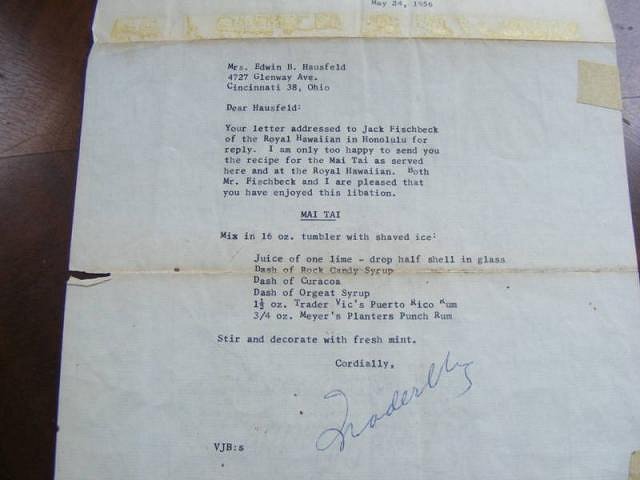 May 24, 1956
Mrs. Edwin B. Hausfeld
4727 Glenway Ave.
Cincinnati 38, Ohio
Dear Hausfeld:
Your letter addressed to Jack Fischbeck
of the Royal Hawaiian in Honolulu for
reply. I am only too happy to send you
the recipe for the Mai Tai as served
here and at the Royal Hawaiian. Both
Mr. Fischbeck and I are pleased that
you have enjoyed this libation.
MAI TAI
Mix in 16 oz. tumbler with shaved ice:
Juice of one lime - drop half shell in glass
Dash of Rock Candy Syrup
Dash of Curacoa
Dash of Orgeat Syrup
1½ oz. Trader Vic's Puerto Rico Rum
3/4 oz. Meyer's Planters Punch Rum
Stir and decorate with fresh mint.
Cordially,
Trader Vic
VJB:s